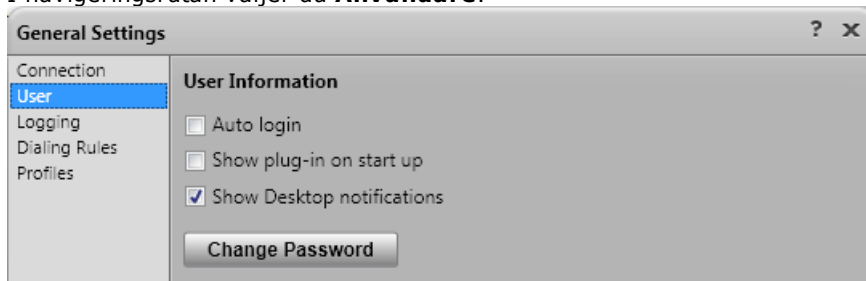 I navigeringsrutan väljer du Användare.
General Settings ? x
Connection
User
Logging
Dialing Rules
Profiles
User Information
Auto login
Show plug-in on start up
Show Desktop notifications
Change Password